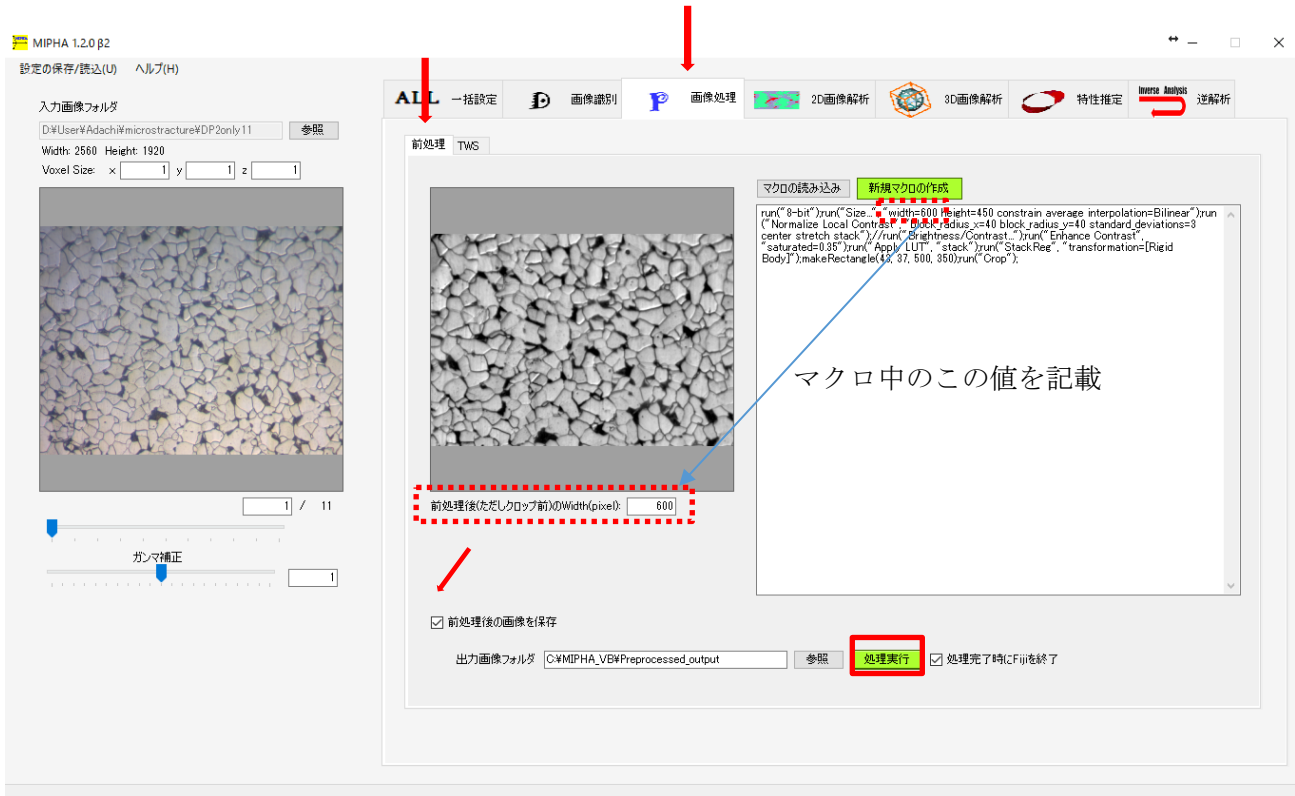 MIPHA 1.2.0 β2
設定の保存/読込(U) ヘルプ(H)
入力画像フォルダ
D:¥User¥Adachi¥microstracture¥DP2only11 参照
Width: 2560 Height: 1920
Voxel Size: x 1 y 1 z 1
1 / 11
ガンマ補正
1
ALL 一括設定 D 画像識別 P 画像処理 2D画像解析 3D画像解析 特性推定 Inverse Analysis 逆解析
前処理 TWS
マクロの読み込み 新規マクロの作成
run("8-bit");run("Size..." "width=600 height=450 constrain average interpolation=Bilinear");run
("Normalize Local Contrast", "block_radius_x=40 block_radius_y=40 standard_deviations=3
center stretch stack");//run("Brightness/Contrast...");run("Enhance Contrast",
"saturated=0.35");run("Apply LUT", "stack");run("StackReg", "transformation=[Rigid
Body]");makeRectangle(43, 37, 500, 350);run("Crop");
マクロ中のこの値を記載
前処理後(ただしクロップ前)のWidth(pixel): 600
前処理後の画像を保存
出力画像フォルダ C:¥MIPHA_VB¥Preprocessed_output 参照 処理実行 処理完了時にFijiを終了